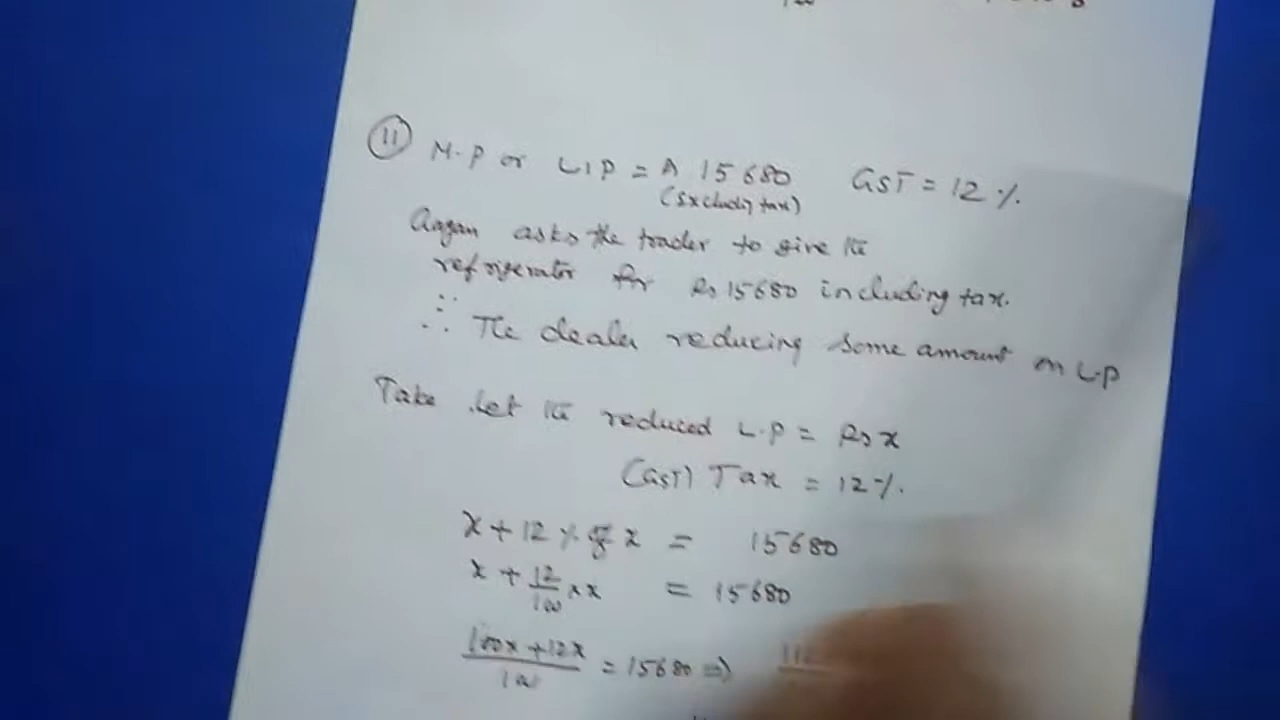 11 M.P or L.P = Rs 15680 GST = 12 %.
(Excluding tax)
asks the trader to give the
refrigerator for Rs 15680 including tax.
∴ The dealer reducing some amount on L.P
Take Let the reduced L.P = Rs x
(GST) Tax = 12%.
x + 12 % of x = 15680
x + 12/100 × x = 15680
100x + 12x / 100 = 15680 ⇒ 112